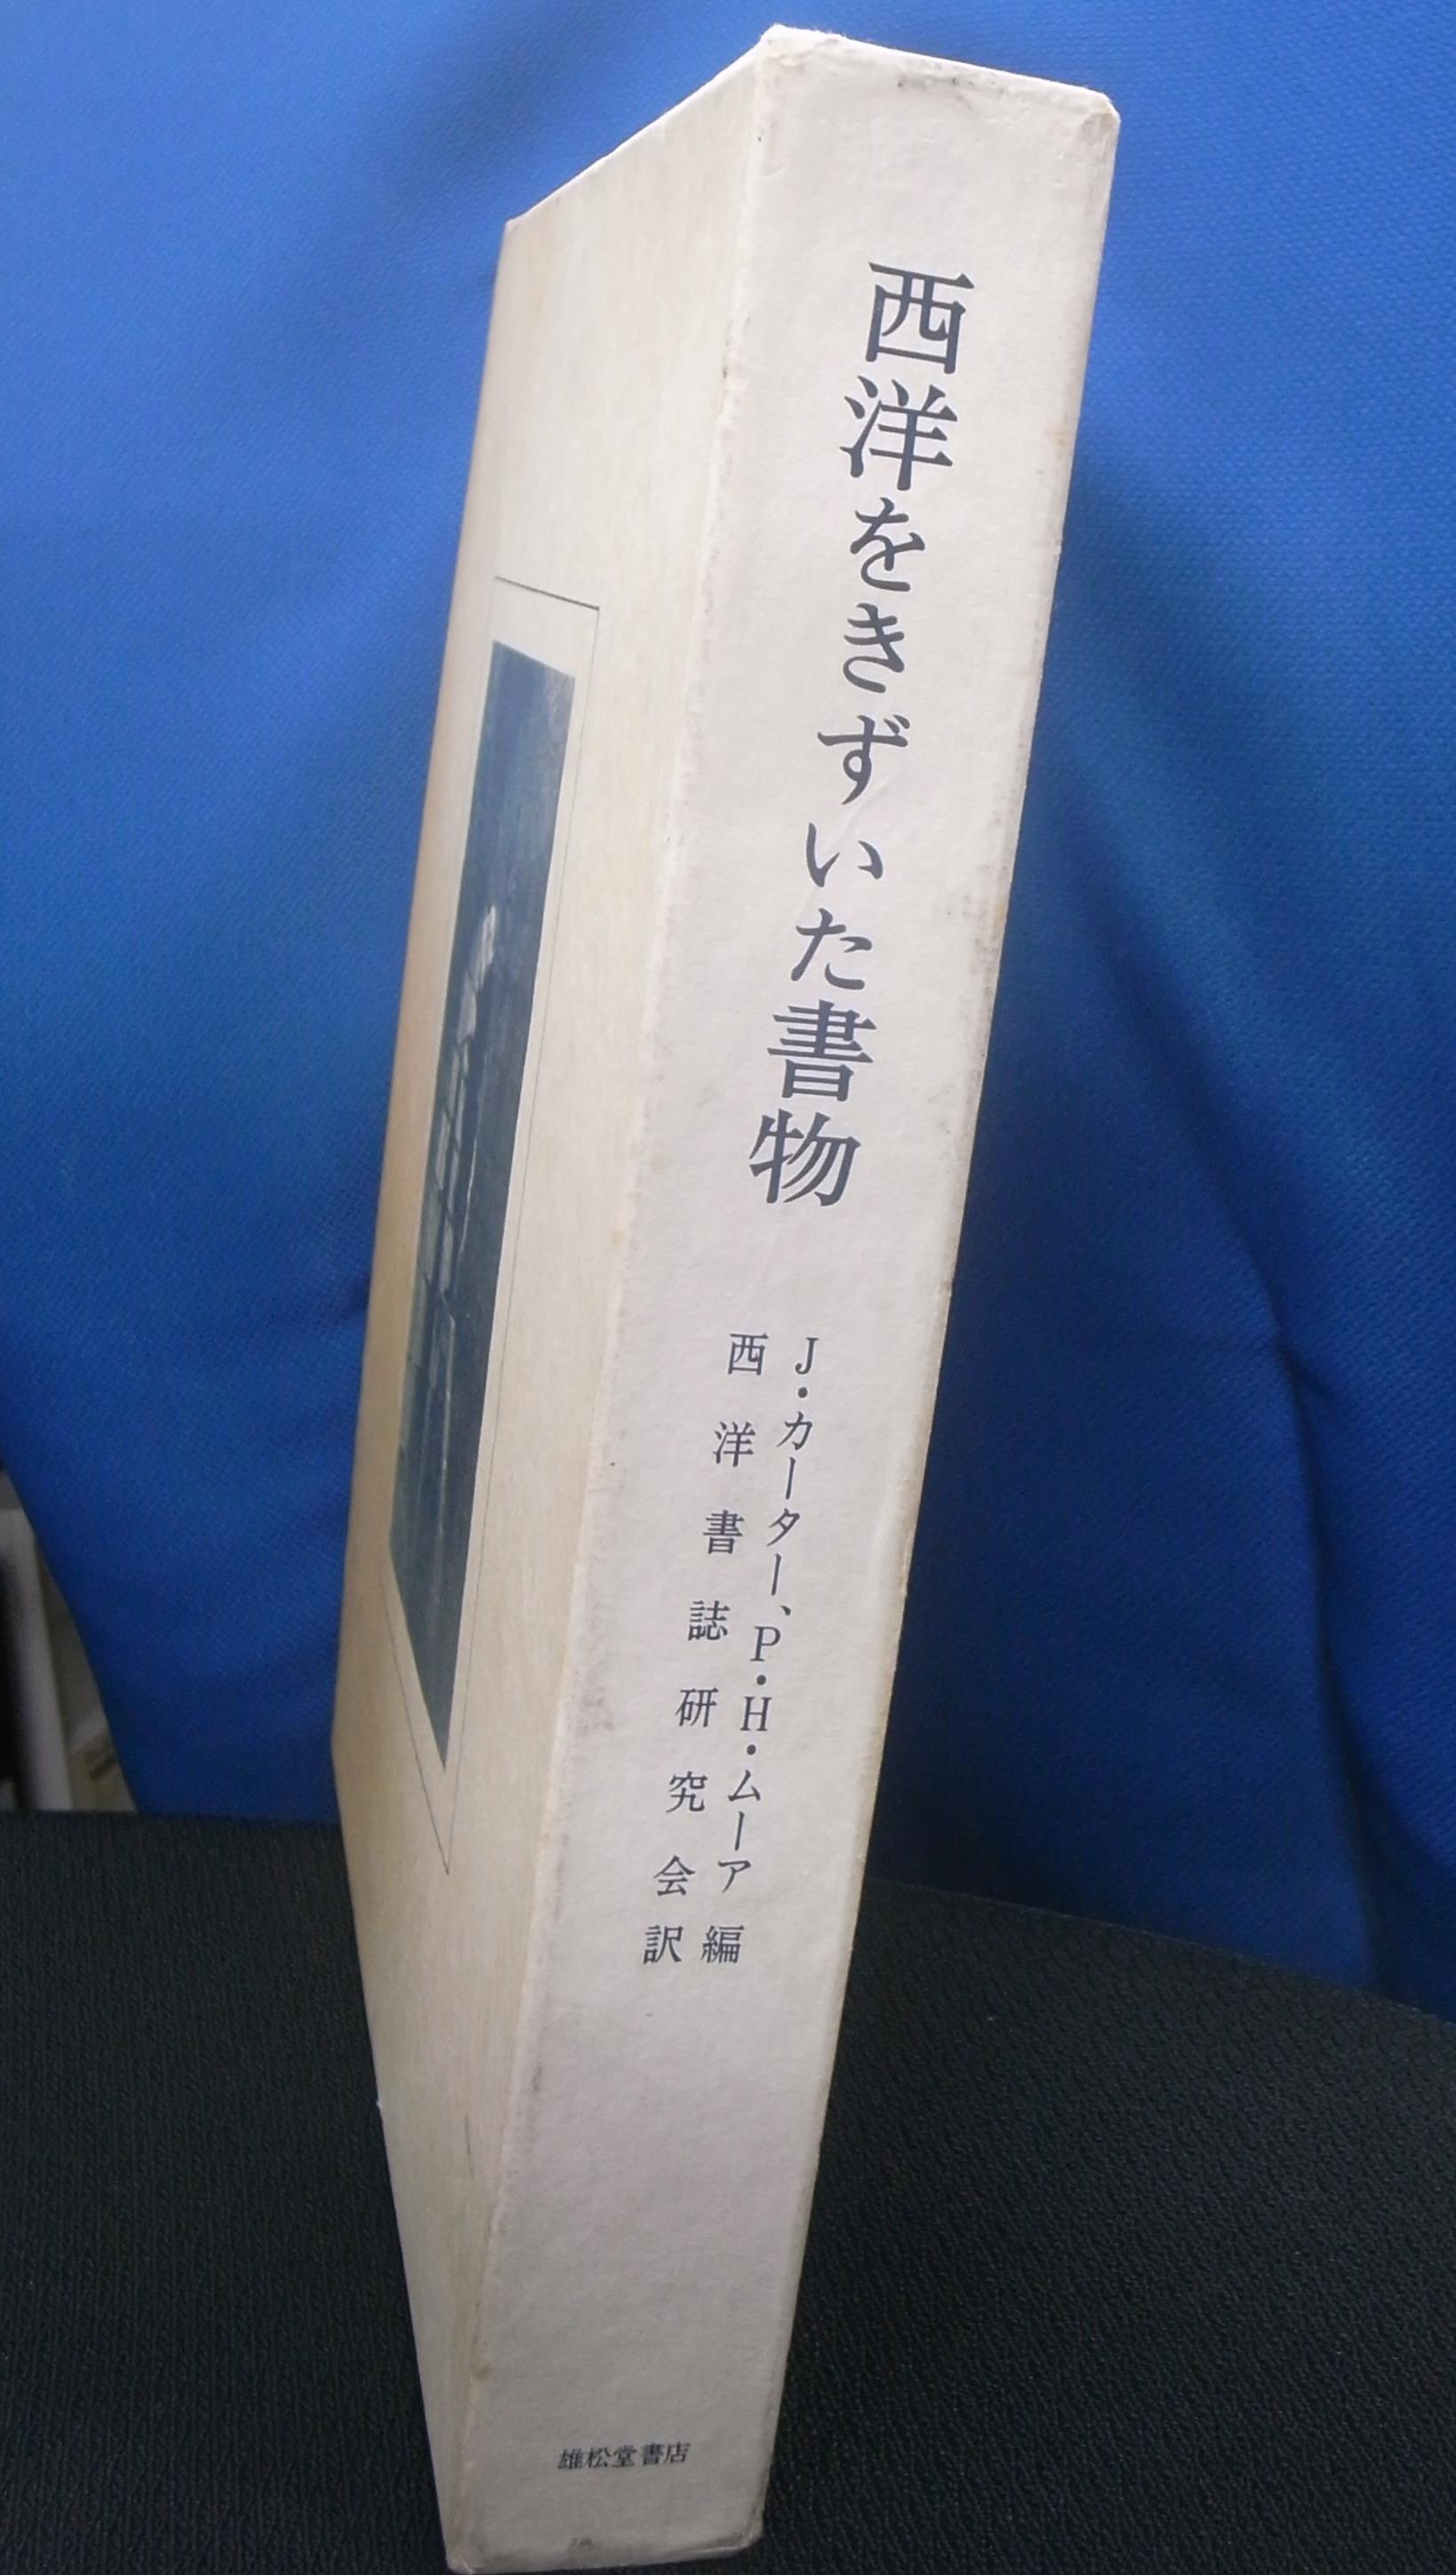 西洋をきずいた書物
J・カーター、P・H・ムーア編
西洋書誌研究会訳
雄松堂書店